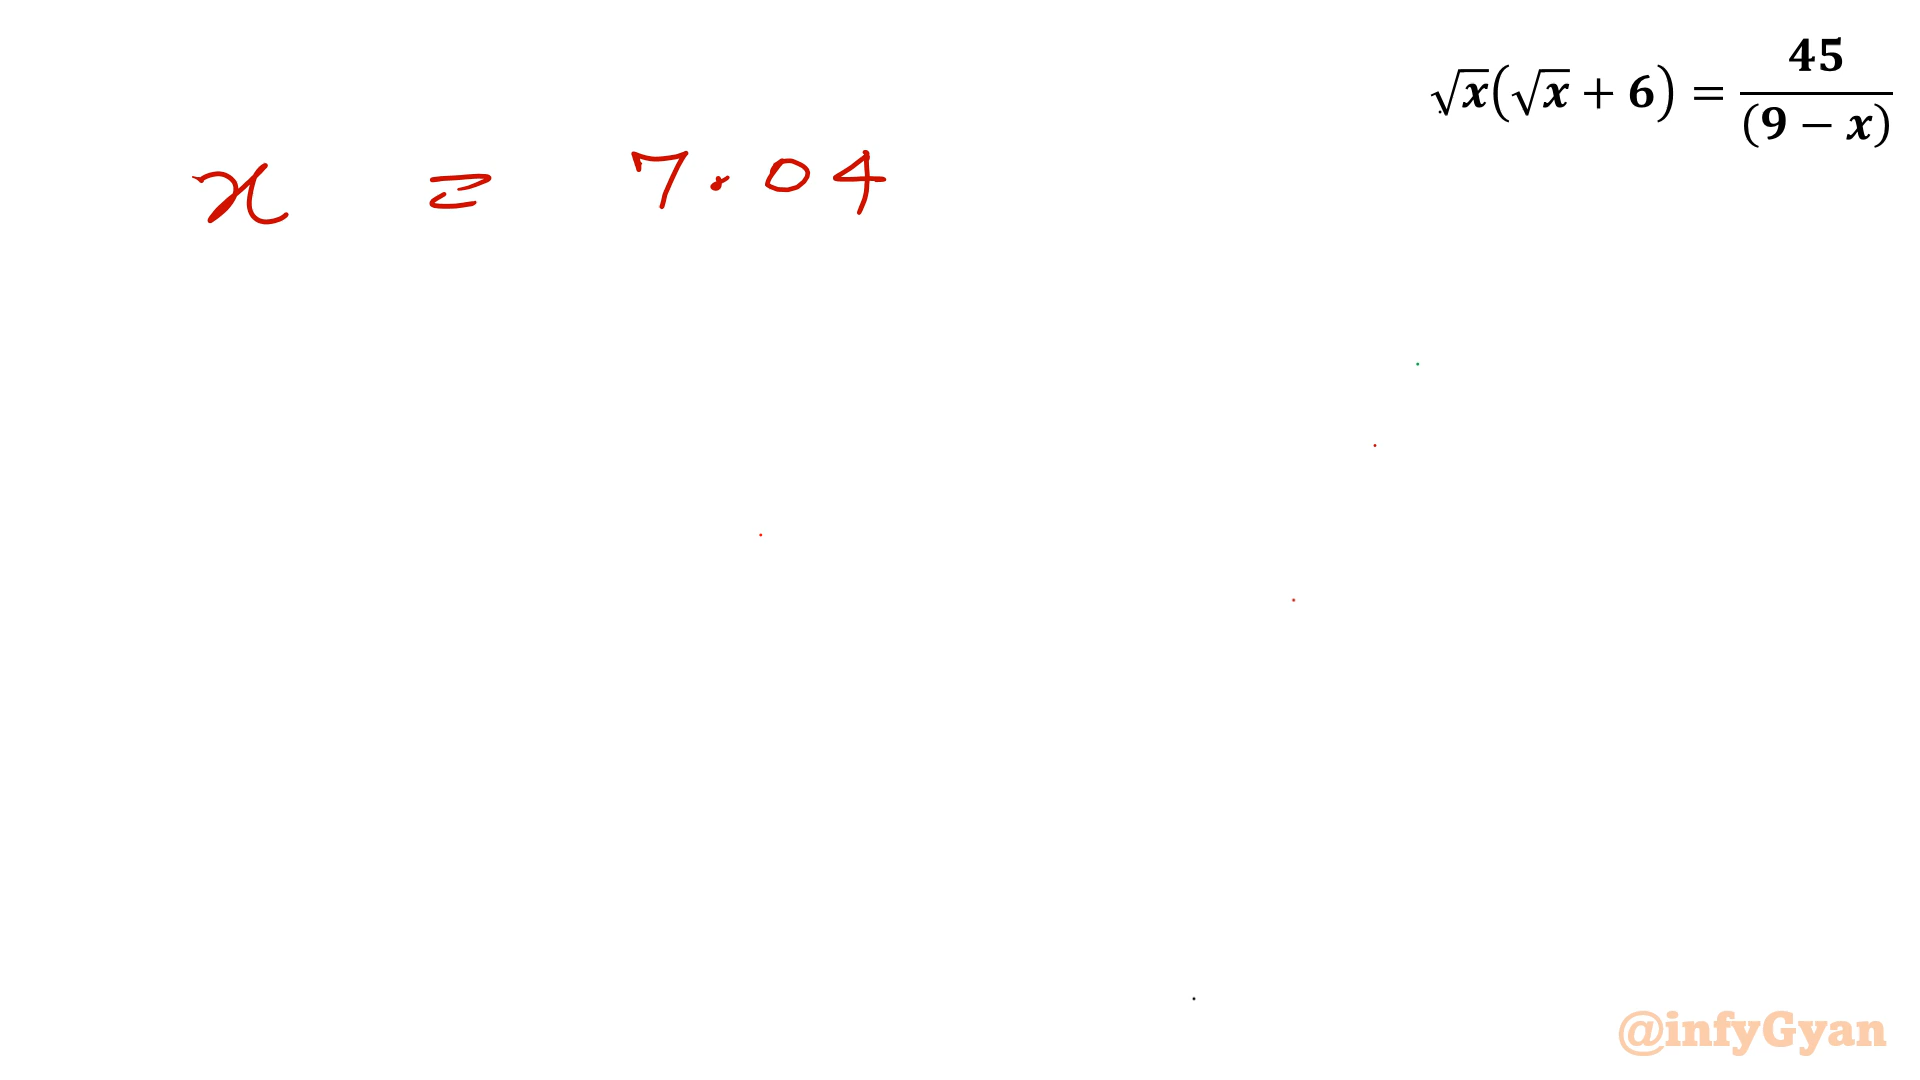 √x(√x + 6) = 45/(9 − x)
x = 7.04
@infyGyan